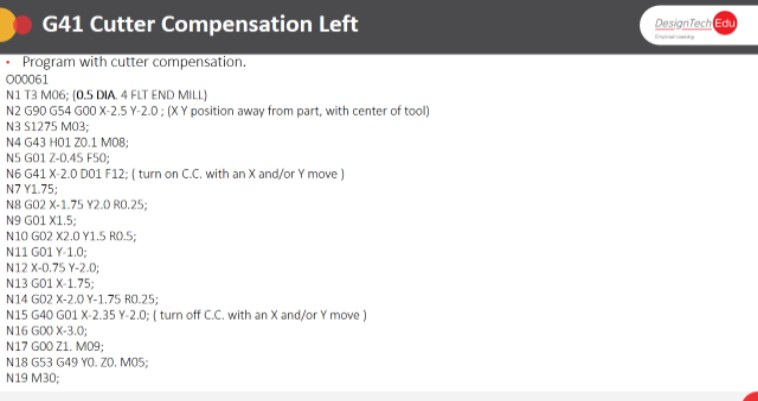 G41 Cutter Compensation Left
DesignTech Edu
• Program with cutter compensation.
O00061
N1 T3 M06; (0.5 DIA. 4 FLT END MILL)
N2 G90 G54 G00 X-2.5 Y-2.0 ; (X Y position away from part, with center of tool)
N3 S1275 M03;
N4 G43 H01 Z0.1 M08;
N5 G01 Z-0.45 F50;
N6 G41 X-2.0 D01 F12; ( turn on C.C. with an X and/or Y move )
N7 Y1.75;
N8 G02 X-1.75 Y2.0 R0.25;
N9 G01 X1.5;
N10 G02 X2.0 Y1.5 R0.5;
N11 G01 Y-1.0;
N12 X-0.75 Y-2.0;
N13 G01 X-1.75;
N14 G02 X-2.0 Y-1.75 R0.25;
N15 G40 G01 X-2.35 Y-2.0; ( turn off C.C. with an X and/or Y move )
N16 G00 X-3.0;
N17 G00 Z1. M09;
N18 G53 G49 Y0. Z0. M05;
N19 M30;